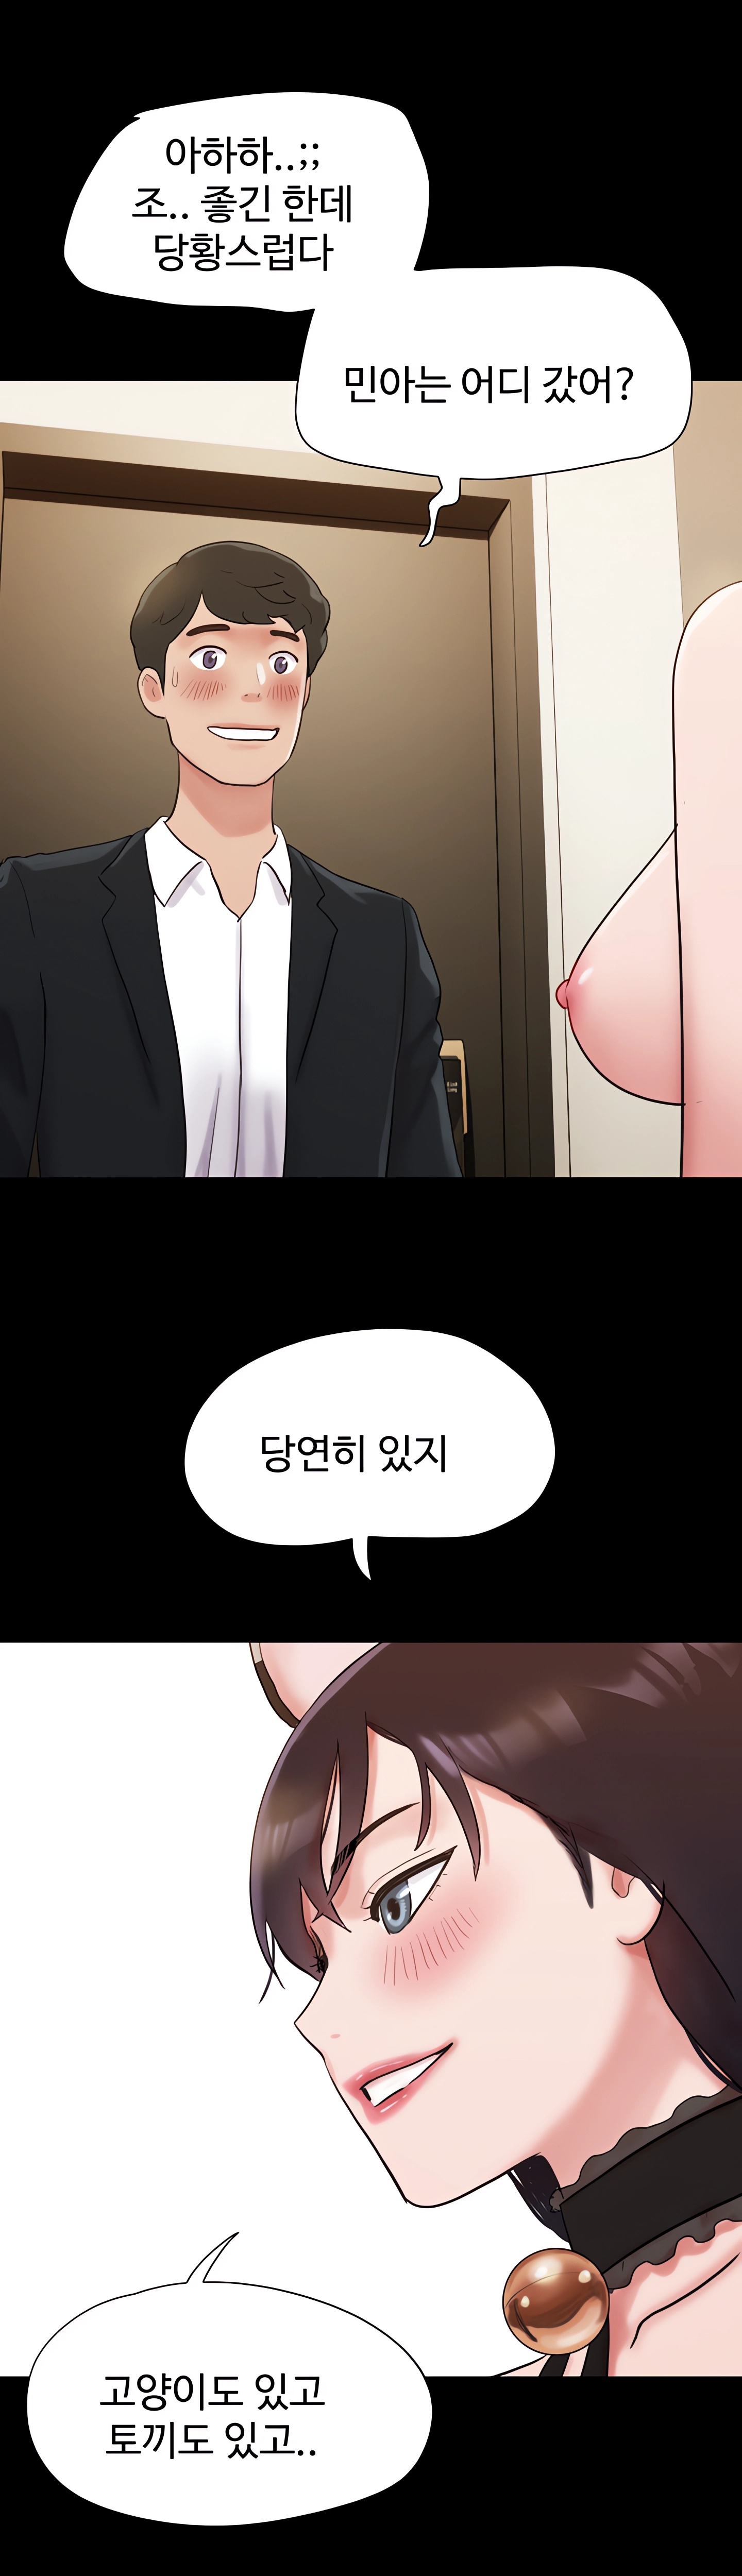 아하하..;;
조.. 좋긴 한데
당황스럽다
민아는 어디 갔어?
당연히 있지
고양이도 있고
토끼도 있고..